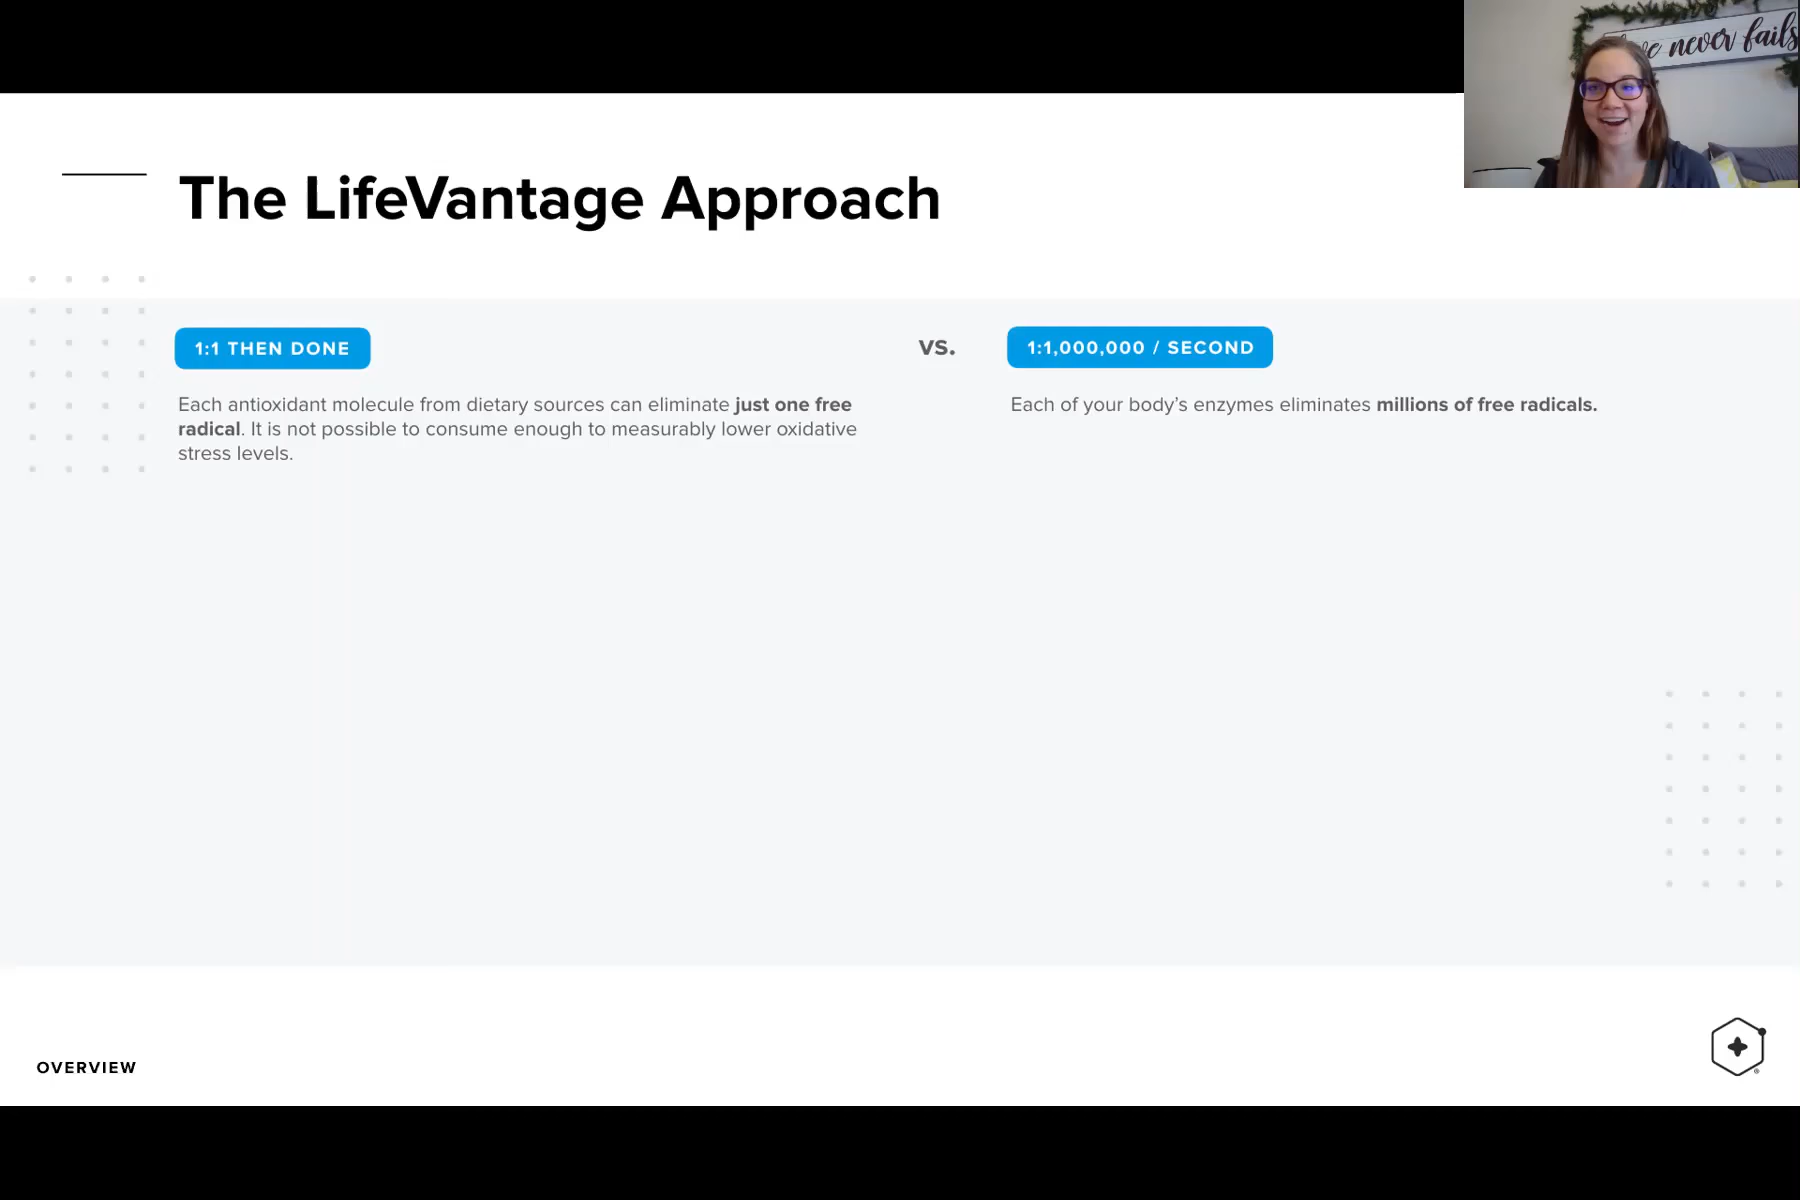 never fails
The LifeVantage Approach
1:1 THEN DONE
VS.
1:1,000,000 / SECOND
Each antioxidant molecule from dietary sources can eliminate just one free
radical. It is not possible to consume enough to measurably lower oxidative
stress levels.
Each of your body’s enzymes eliminates millions of free radicals.
OVERVIEW
®